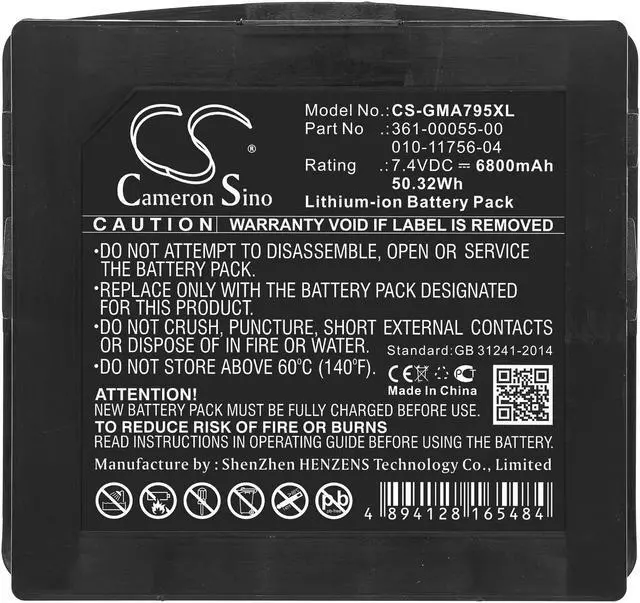 Cameron Sino ®
Model No.: CS-GMA795XL
Part No :361-00055-00
010-11756-04
Rating :7.4VDC ⎓ 6800mAh
50.32Wh
Lithium-ion Battery Pack
CAUTION WARRANTY VOID IF LABEL IS REMOVED
•DO NOT ATTEMPT TO DISASSEMBLE, OPEN OR SERVICE
THE BATTERY PACK.
•REPLACE ONLY WITH THE BATTERY PACK DESIGNATED
FOR THIS PRODUCT.
•DO NOT CRUSH, PUNCTURE, SHORT EXTERNAL CONTACTS
OR DISPOSE OF IN FIRE OR WATER.
Standard:GB 31241-2014
•DO NOT STORE ABOVE 60°C (140°F).
CE PC
Made In China
ATTENTION!
NEW BATTERY PACK MUST BE FULLY CHARGED BEFORE USE.
TO REDUCE RISK OF FIRE OR BURNS
READ INSTRUCTIONS IN OPERATING GUIDE BEFORE USING BATTERY.
Manufacture by : ShenZhen HENZENS Technology Co., Limited
Pb
4 894128 165484